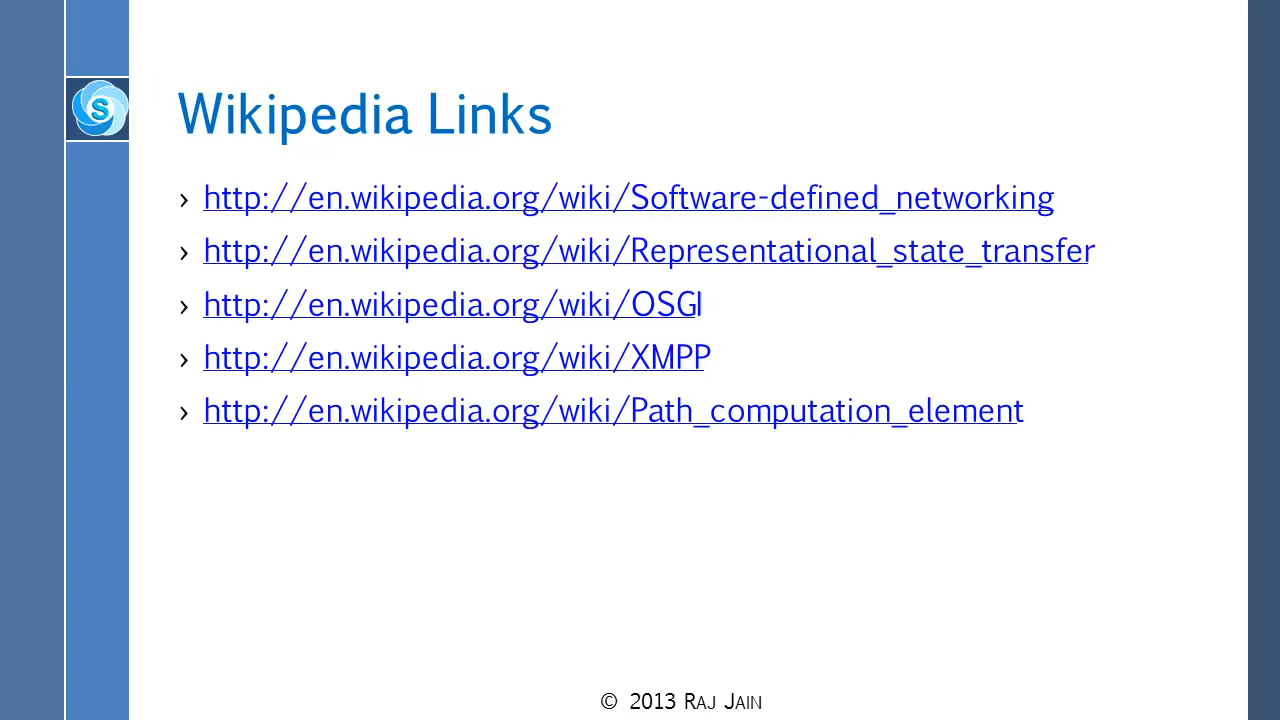 S
Wikipedia Links
› http://en.wikipedia.org/wiki/Software-defined_networking
› http://en.wikipedia.org/wiki/Representational_state_transfer
› http://en.wikipedia.org/wiki/OSGI
› http://en.wikipedia.org/wiki/XMPP
› http://en.wikipedia.org/wiki/Path_computation_element
© 2013 RAJ JAIN